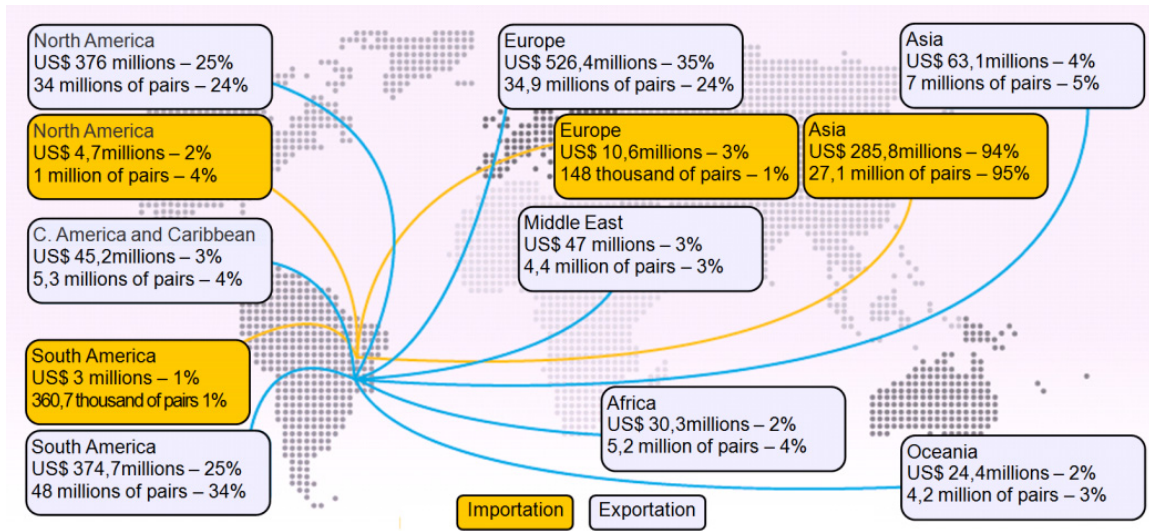 North America
US$ 376 millions – 25%
34 millions of pairs – 24%
Europe
US$ 526,4millions – 35%
34,9 millions of pairs – 24%
Asia
US$ 63,1millions – 4%
7 millions of pairs – 5%
North America
US$ 4,7millions – 2%
1 million of pairs – 4%
Europe
US$ 10,6millions – 3%
148 thousand of pairs – 1%
Asia
US$ 285,8millions – 94%
27,1 million of pairs – 95%
C. America and Caribbean
US$ 45,2millions – 3%
5,3 millions of pairs – 4%
Middle East
US$ 47 millions – 3%
4,4 million of pairs – 3%
South America
US$ 3 millions – 1%
360,7 thousand of pairs 1%
Africa
US$ 30,3millions – 2%
5,2 million of pairs – 4%
South America
US$ 374,7millions – 25%
48 millions of pairs – 34%
Oceania
US$ 24,4millions – 2%
4,2 million of pairs – 3%
Importation
Exportation